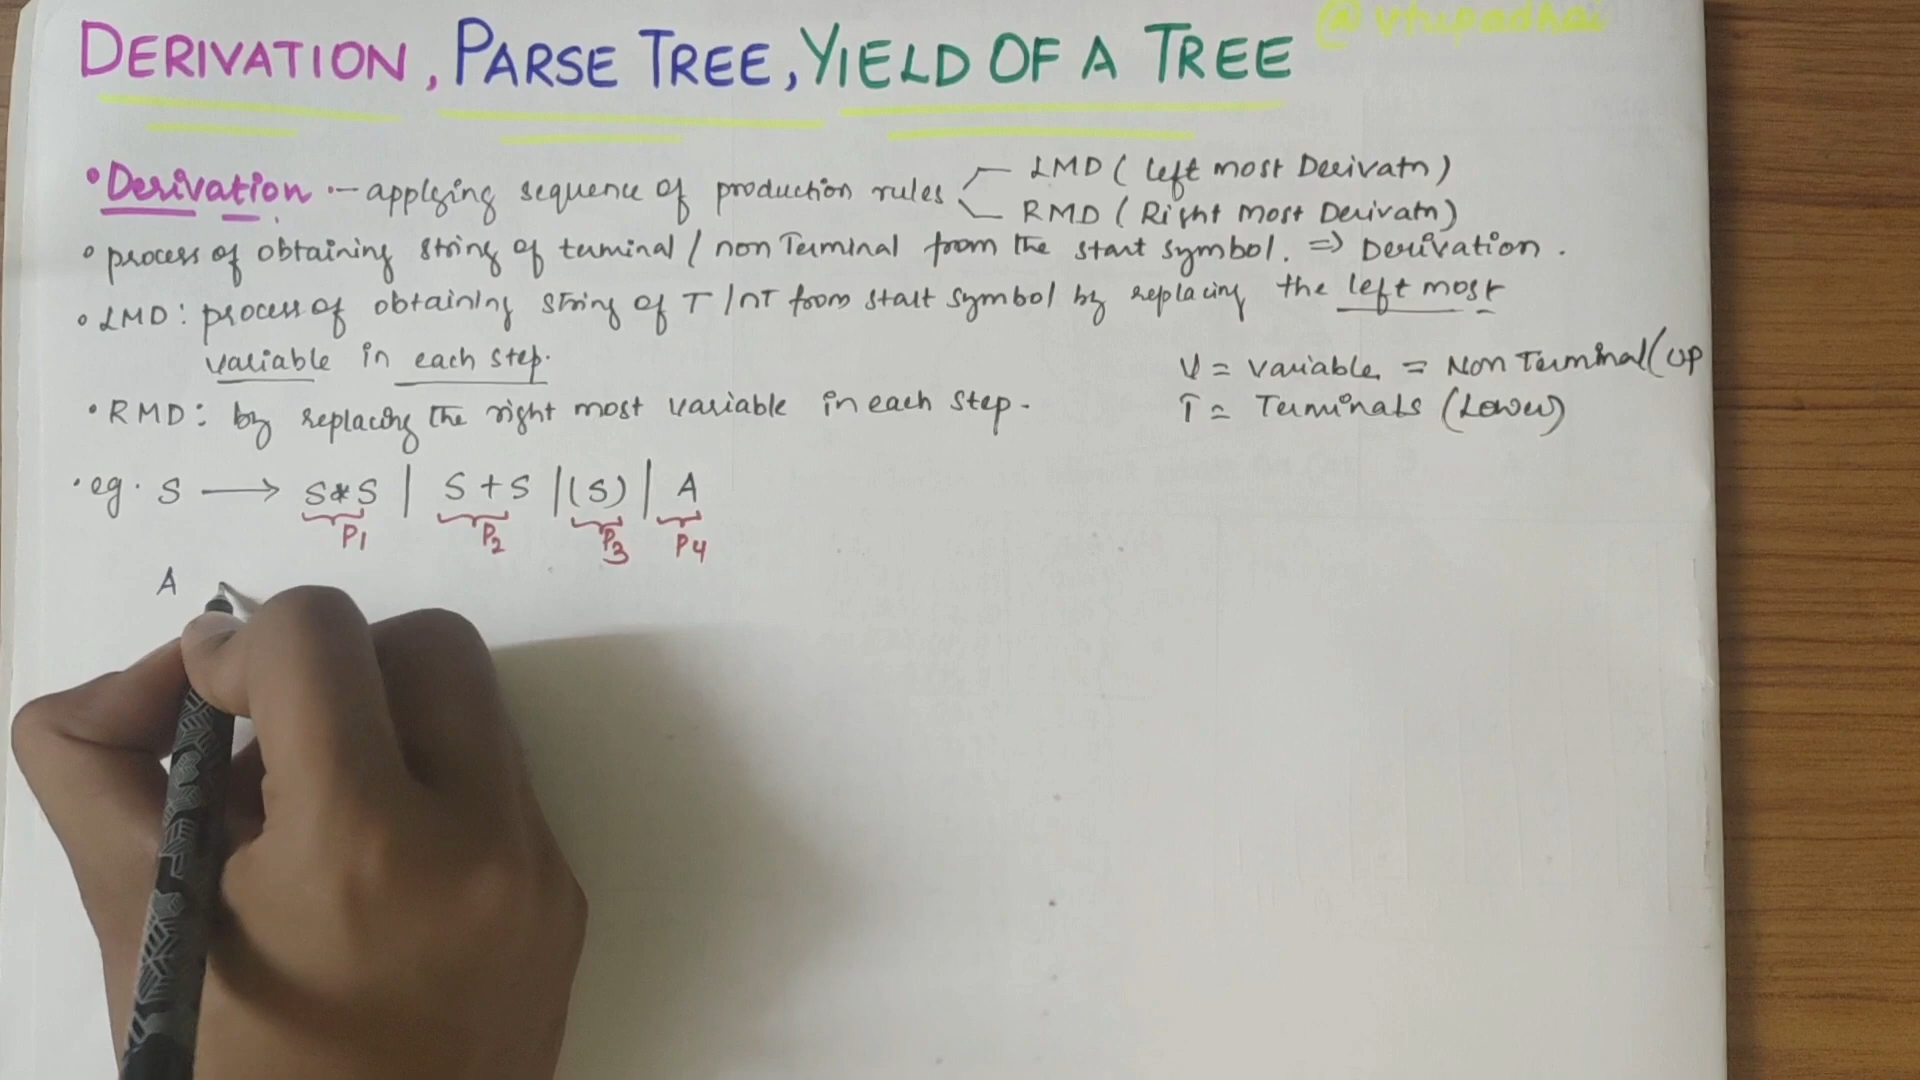 @vtupadhai
DERIVATION, PARSE TREE, YIELD OF A TREE
• Derivation :- applying sequence of production rules
LMD ( left most Derivatn )
RMD ( Right most Derivatn )
• process of obtaining string of terminal / non Terminal from the start symbol. => Derivation.
• LMD: process of obtaining string of T / nT from start symbol by replacing the left most
variable in each step.
V = Variable = Non Terminal ( Up
• RMD: by replacing the right most variable in each step.
T = Terminals (Lower)
• eg. S → S*S | S+S | (S) | A
P1 P2 P3 P4
A